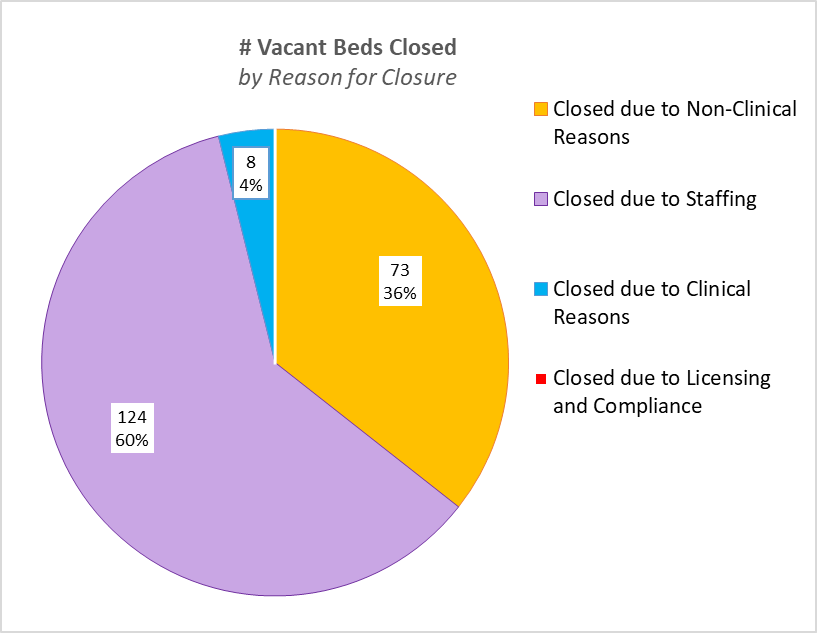 # Vacant Beds Closed
by Reason for Closure
8
4%
73
36%
124
60%
Closed due to Non-Clinical
Reasons
Closed due to Staffing
Closed due to Clinical
Reasons
Closed due to Licensing
and Compliance